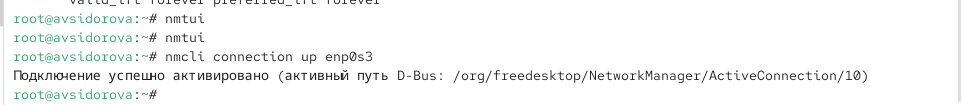 valid_lft forever preferred_lft forever
root@avsidorova:~# nmtui
root@avsidorova:~# nmtui
root@avsidorova:~# nmcli connection up enp0s3
Подключение успешно активировано (активный путь D-Bus: /org/freedesktop/NetworkManager/ActiveConnection/10)
root@avsidorova:~#